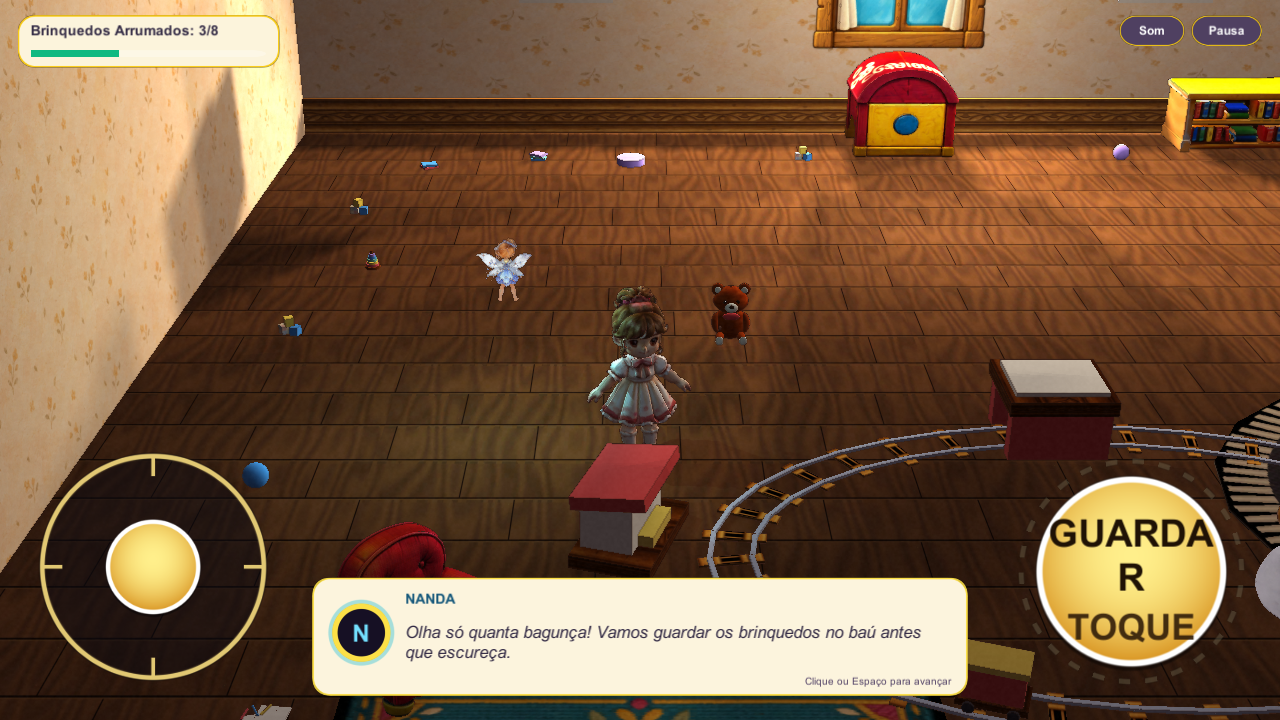 Brinquedos Arrumados: 3/8
Som
Pausa
GUARDA
R
TOQUE
NANDA
N
Olha só quanta bagunça! Vamos guardar os brinquedos no baú antes
que escureça.
Clique ou Espaço para avançar